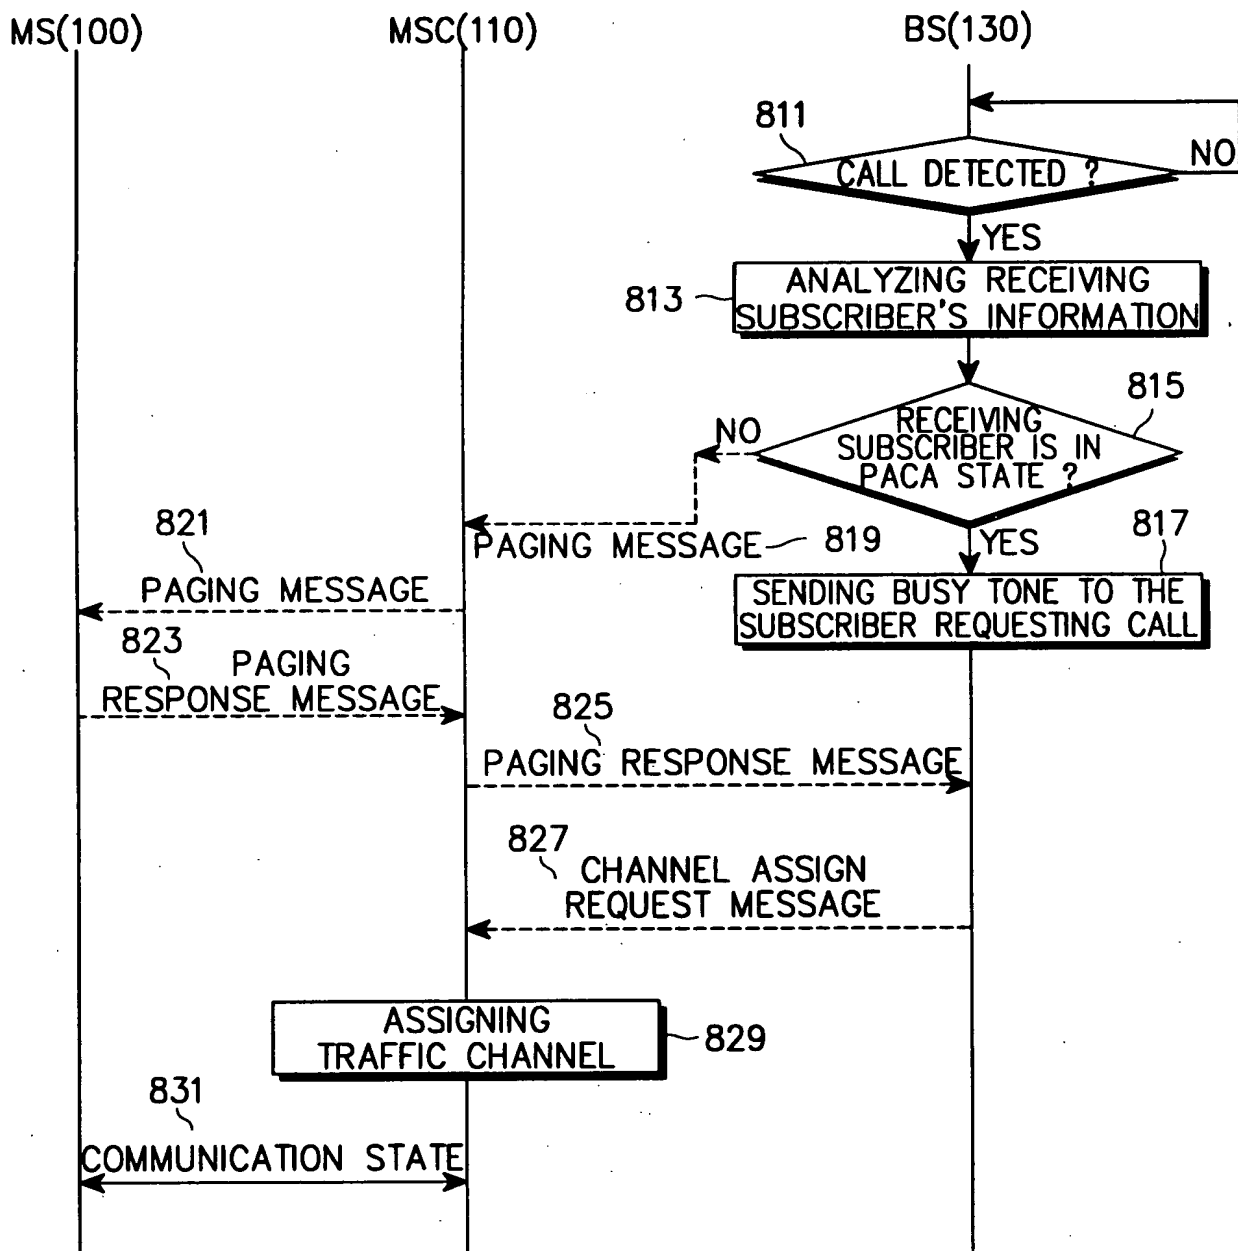 MS(100)
MSC(110)
BS(130)
811
CALL DETECTED ?
NO
YES
813
ANALYZING RECEIVING
SUBSCRIBER'S INFORMATION
815
RECEIVING
SUBSCRIBER IS IN
PACA STATE ?
NO
YES
PAGING MESSAGE
819
817
SENDING BUSY TONE TO THE
SUBSCRIBER REQUESTING CALL
821
PAGING MESSAGE
823
PAGING
RESPONSE MESSAGE
825
PAGING RESPONSE MESSAGE
827
CHANNEL ASSIGN
REQUEST MESSAGE
ASSIGNING
TRAFFIC CHANNEL
829
831
COMMUNICATION STATE